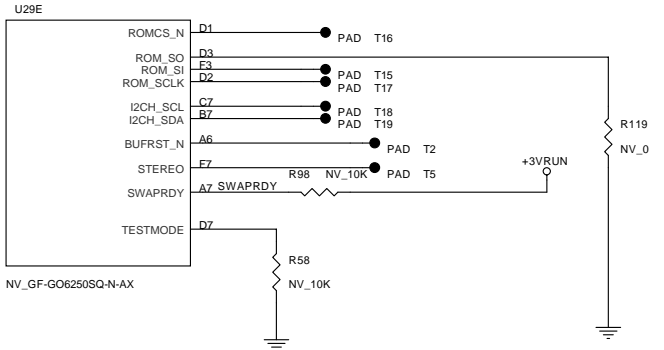 U29E
ROMCS_N D1 PAD T16
ROM_SO D3
ROM_SI F3 PAD T15
ROM_SCLK D2 PAD T17
I2CH_SCL C7 PAD T18
I2CH_SDA B7 PAD T19
BUFRST_N A6 PAD T2
STEREO F7 PAD T5
SWAPRDY A7 SWAPRDY R98 NV_10K +3VRUN
R119
NV_0
TESTMODE D7
R58
NV_10K
NV_GF-GO6250SQ-N-AX